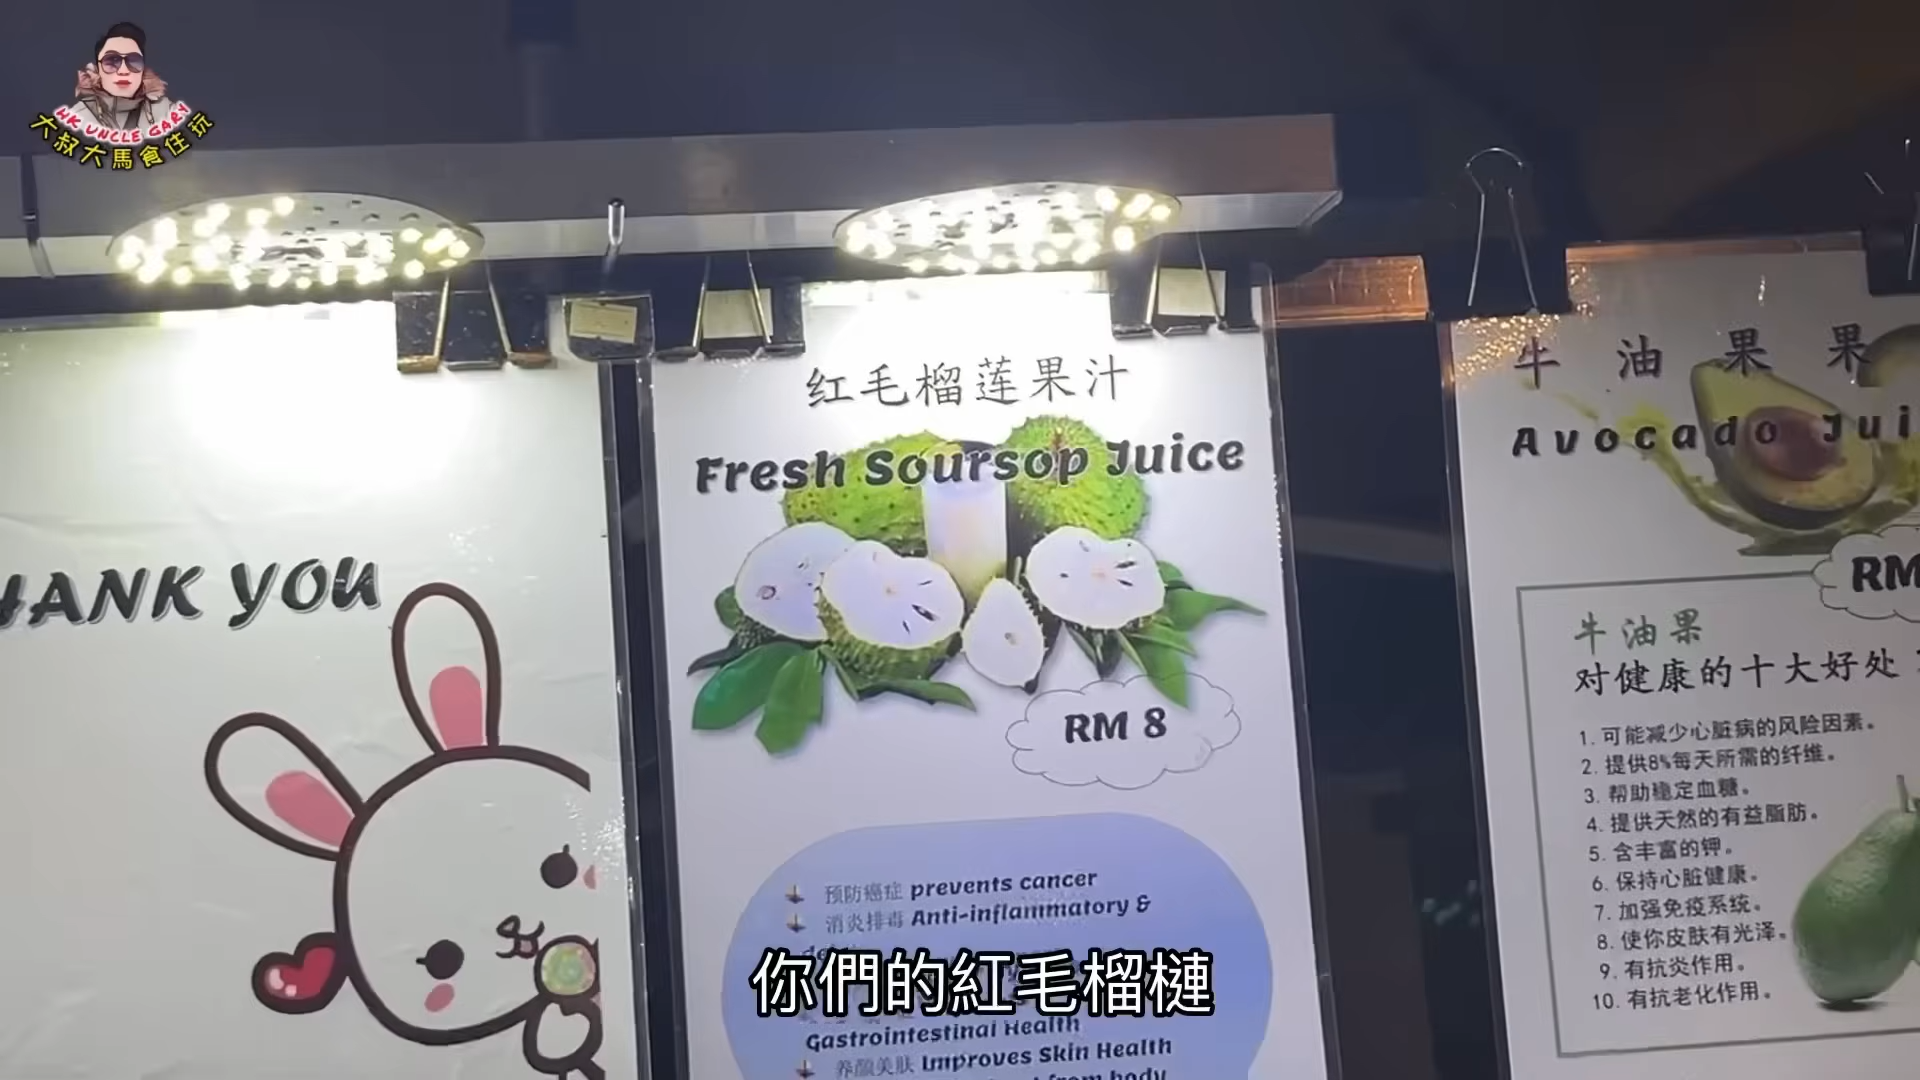 HK UNCLE GARY
大叔大馬食住玩
HANK YOU
红毛榴莲果汁
Fresh Soursop Juice
RM 8
预防癌症 prevents cancer
消炎排毒 Anti-inflammatory &
你們的紅毛榴槤
Gastrointestinal Health
养颜美肤 Improves Skin Health
from body
牛油果果
Avocado Jui
RM
牛油果
对健康的十大好处
1. 可能减少心脏病的风险因素。
2. 提供8%每天所需的纤维。
3. 帮助稳定血糖。
4. 提供天然的有益脂肪。
5. 含丰富的钾。
6. 保持心脏健康。
7. 加强免疫系统。
8. 使你皮肤有光泽。
9. 有抗炎作用。
10. 有抗老化作用。